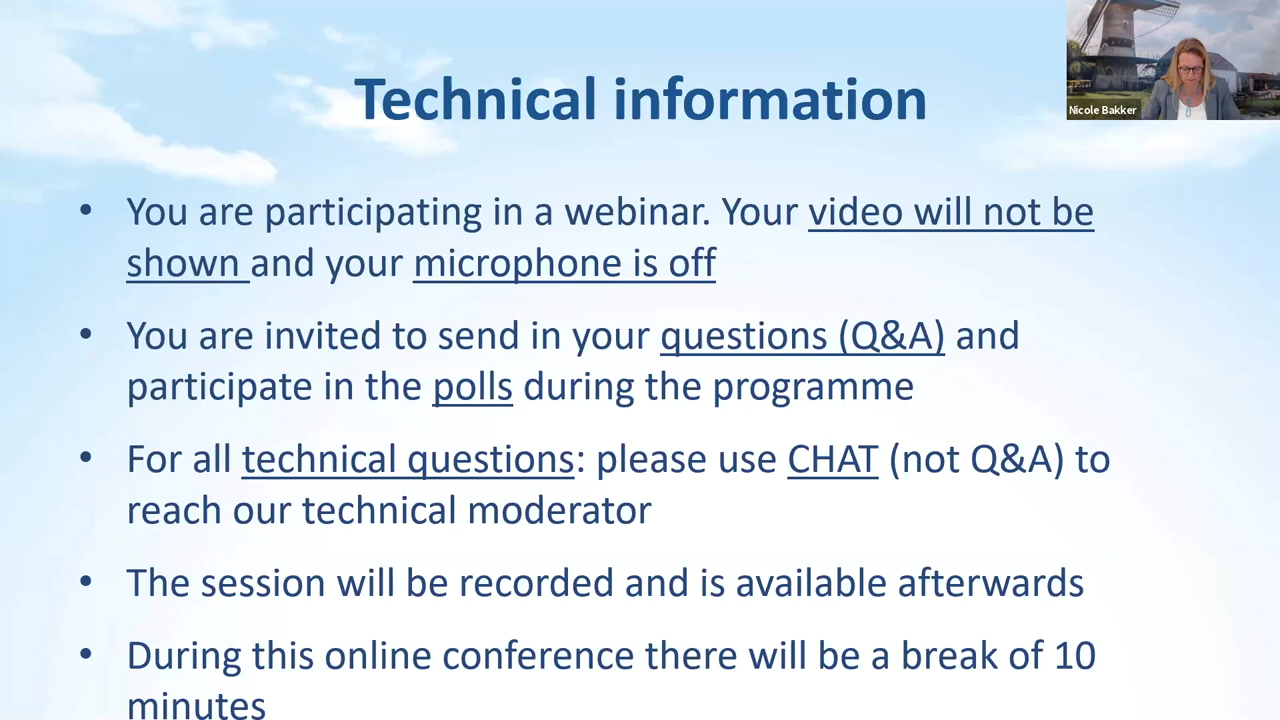 Technical information
Nicole Bakker
• You are participating in a webinar. Your video will not be
shown and your microphone is off
• You are invited to send in your questions (Q&A) and
participate in the polls during the programme
• For all technical questions: please use CHAT (not Q&A) to
reach our technical moderator
• The session will be recorded and is available afterwards
• During this online conference there will be a break of 10
minutes